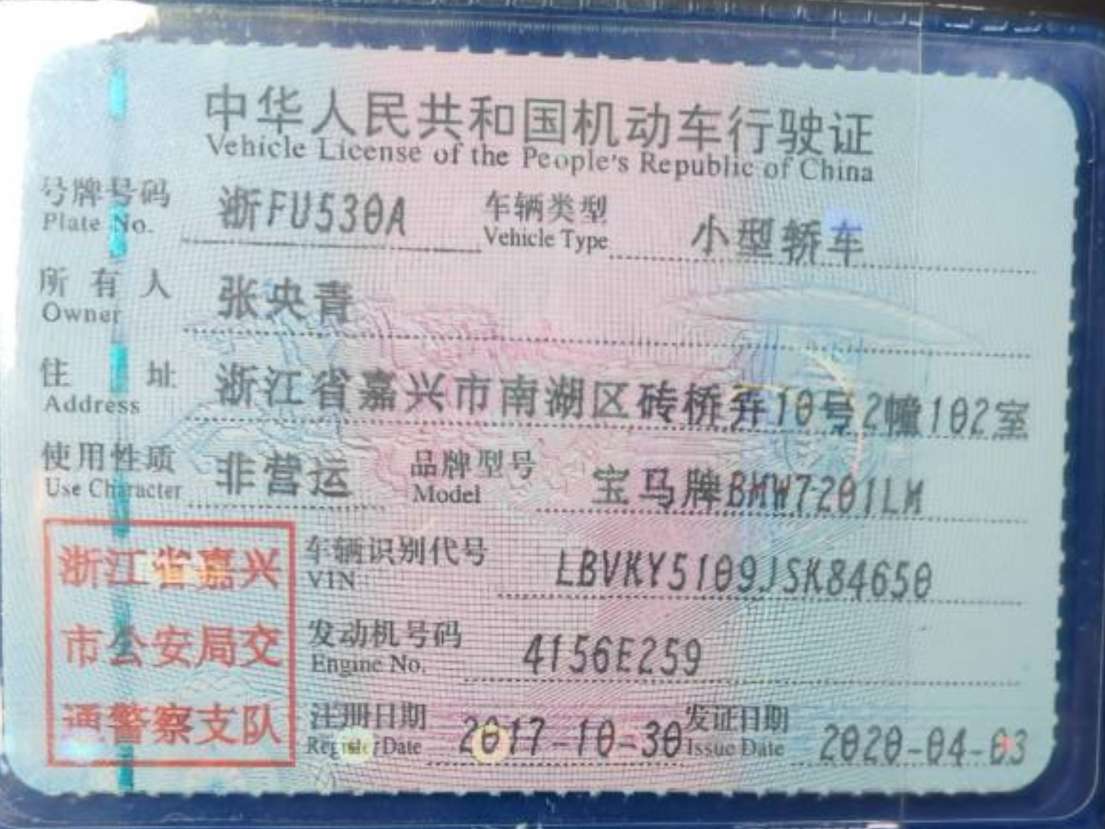 中华人民共和国机动车行驶证
Vehicle License of the People's Republic of China
号牌号码 浙FU530A 车辆类型 小型轿车
Plate No. Vehicle Type
所有人 张央青
Owner
住址 浙江省嘉兴市南湖区砖桥弄10号2幢102室
Address
使用性质 非营运 品牌型号 宝马牌BMW7201LM
Use Character Model
浙江省嘉兴
市公安局交
通警察支队
车辆识别代号 LBVKY5109JSK84650
VIN
发动机号码 4156E259
Engine No.
注册日期 2017-10-30 发证日期 2020-04-03
Register Date Issue Date